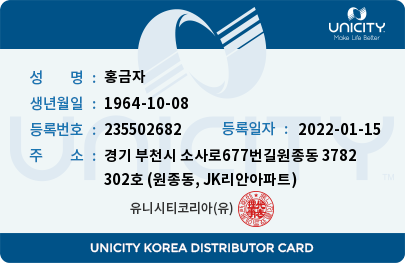 UNICITY
Make Life Better
성 명 : 홍금자
생년월일 : 1964-10-08
등록번호 : 235502682 등록일자 : 2022-01-15
주 소 : 경기 부천시 소사로677번길원종동 3782
302호 (원종동, JK리안아파트)
유니시티코리아(유)
UNICITY KOREA DISTRIBUTOR CARD
UNICITY